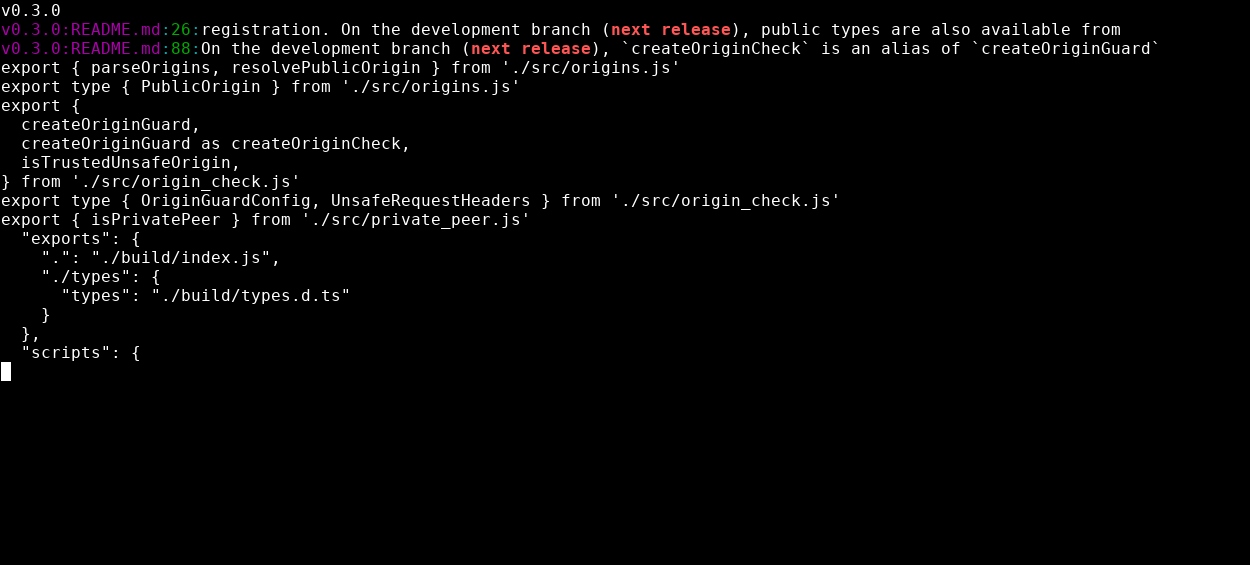 v0.3.0
v0.3.0:README.md:26:registration. On the development branch (next release), public types are also available from
v0.3.0:README.md:88:On the development branch (next release), `createOriginCheck` is an alias of `createOriginGuard`
export { parseOrigins, resolvePublicOrigin } from './src/origins.js'
export type { PublicOrigin } from './src/origins.js'
export {
  createOriginGuard,
  createOriginGuard as createOriginCheck,
  isTrustedUnsafeOrigin,
} from './src/origin_check.js'
export type { OriginGuardConfig, UnsafeRequestHeaders } from './src/origin_check.js'
export { isPrivatePeer } from './src/private_peer.js'
  "exports": {
    ".": "./build/index.js",
    "./types": {
      "types": "./build/types.d.ts"
    }
  },
  "scripts": {